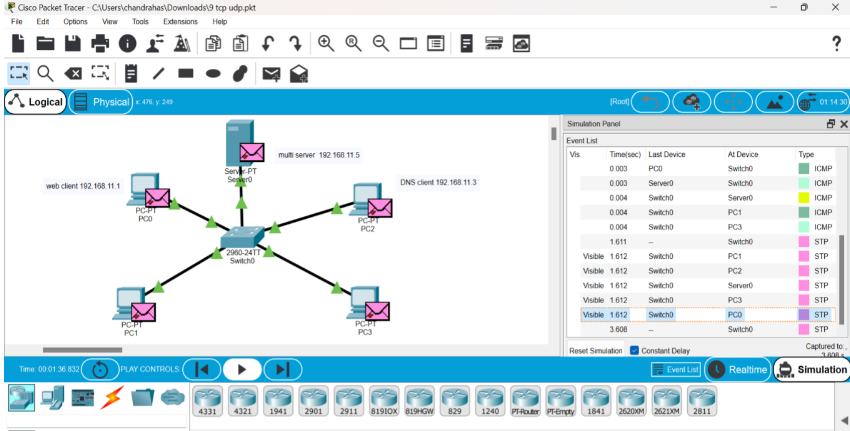 Cisco Packet Tracer - C:\Users\chandrahas\Downloads\9 tcp udp.pkt
File Edit Options View Tools Extensions Help
?
Logical Physical x: 476, y: 249 [Root] 01:14:30
Simulation Panel
Event List
Vis. Time(sec) Last Device At Device Type
0.003 PC0 Switch0 ICMP
0.003 Server0 Switch0 ICMP
0.004 Switch0 Server0 ICMP
0.004 Switch0 PC1 ICMP
0.004 Switch0 PC3 ICMP
1.611 -- Switch0 STP
Visible 1.612 Switch0 PC1 STP
Visible 1.612 Switch0 PC2 STP
Visible 1.612 Switch0 Server0 STP
Visible 1.612 Switch0 PC3 STP
Visible 1.612 Switch0 PC0 STP
3.608 -- Switch0 STP
Reset Simulation Constant Delay Captured to:
3.608 s
multi server 192.168.11.5
Server-PT
Server0
web client 192.168.11.1
DNS client 192.168.11.3
PC-PT
PC0
PC-PT
PC2
2960-24TT
Switch0
PC-PT
PC1
PC-PT
PC3
Time: 00:01:36.832 PLAY CONTROLS: Event List Realtime Simulation
4331 4321 1941 2901 2911 819IOX 819HGW 829 1240 PT-Router PT-Empty 1841 2620XM 2621XM 2811